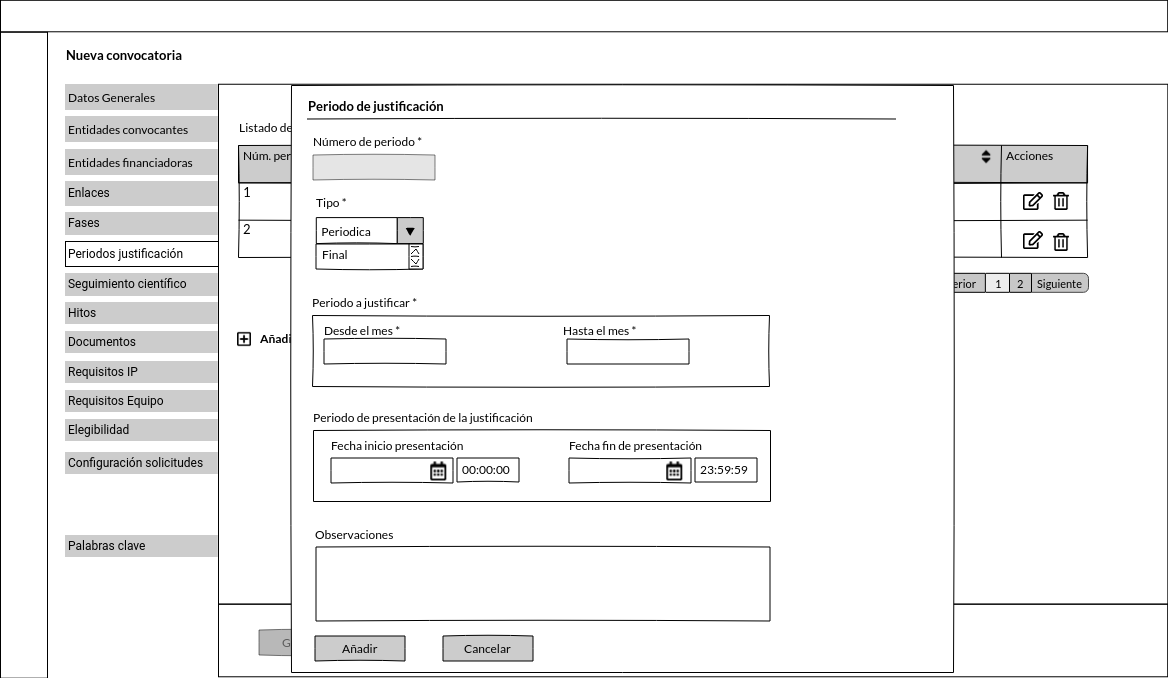 Nueva convocatoria
Datos Generales
Entidades convocantes
Entidades financiadoras
Enlaces
Fases
Periodos justificación
Seguimiento científico
Hitos
Documentos
Requisitos IP
Requisitos Equipo
Elegibilidad
Configuración solicitudes
Palabras clave
Listado de
Núm. per
Acciones
1
2
erior 1 2 Siguiente
Añadi
G
Periodo de justificación
Número de periodo *
Tipo *
Periodica
Final
Periodo a justificar *
Desde el mes * Hasta el mes *
Periodo de presentación de la justificación
Fecha inicio presentación Fecha fin de presentación
00:00:00 23:59:59
Observaciones
Añadir Cancelar